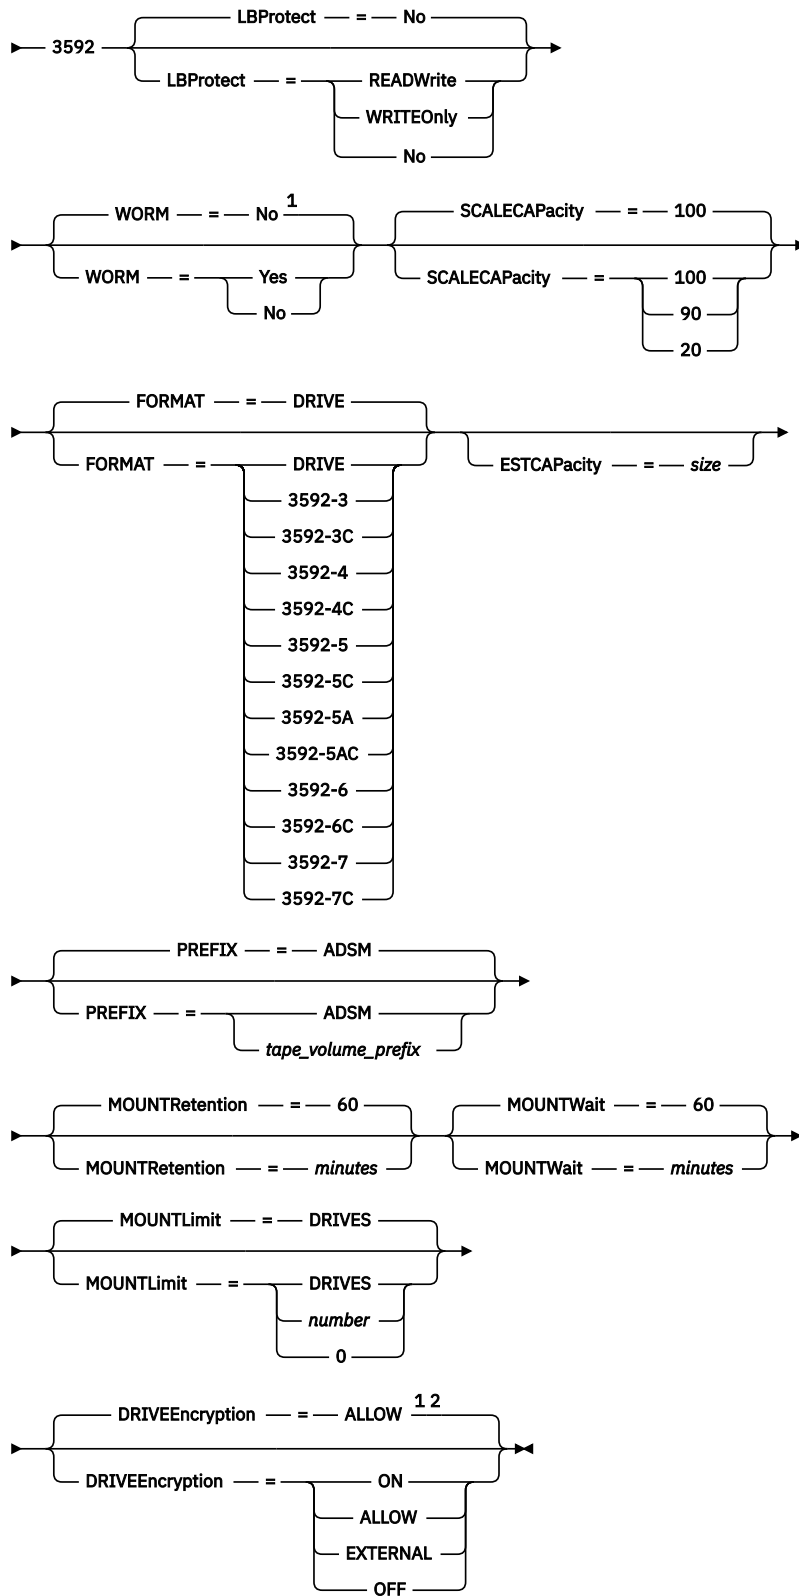 LBProtect = No
3592
LBProtect = READWrite
WRITEOnly
No
WORM = No 1 SCALECAPacity = 100
WORM = Yes SCALECAPacity = 100
No 90
20
FORMAT = DRIVE
FORMAT = DRIVE ESTCAPacity = size
3592-3
3592-3C
3592-4
3592-4C
3592-5
3592-5C
3592-5A
3592-5AC
3592-6
3592-6C
3592-7
3592-7C
PREFIX = ADSM
PREFIX = ADSM
tape_volume_prefix
MOUNTRetention = 60 MOUNTWait = 60
MOUNTRetention = minutes MOUNTWait = minutes
MOUNTLimit = DRIVES
MOUNTLimit = DRIVES
number
0
DRIVEEncryption = ALLOW 1 2
DRIVEEncryption = ON
ALLOW
EXTERNAL
OFF